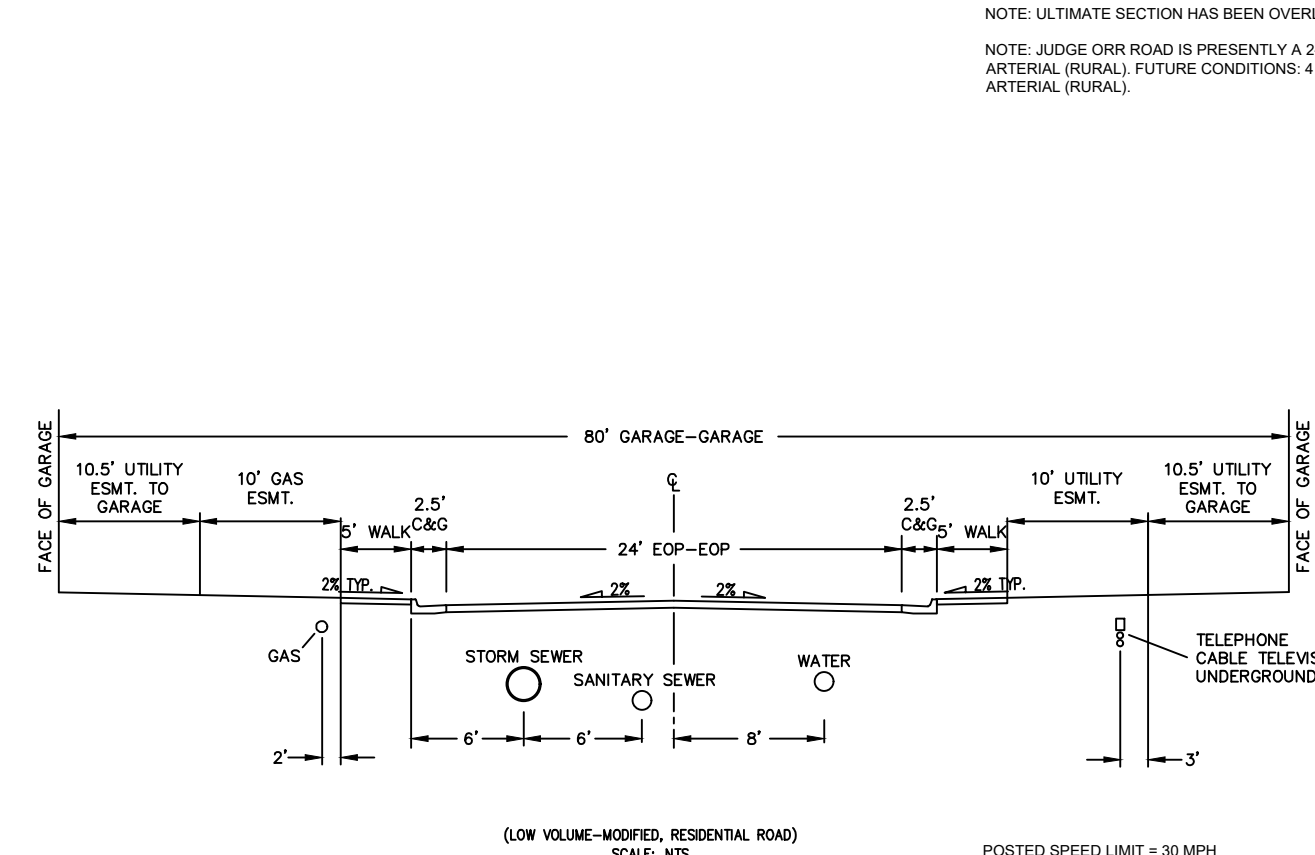 NOTE: ULTIMATE SECTION HAS BEEN
NOTE: JUDGE ORR ROAD IS PRESENTLY A 2
ARTERIAL (RURAL). FUTURE CONDITIONS: 4
ARTERIAL (RURAL).
FACE OF GARAGE
80' GARAGE-GARAGE
FACE OF GARAGE
10.5' UTILITY
ESMT. TO
GARAGE
10' GAS
ESMT.
5' WALK
2.5'
C&G
24' EOP-EOP
℄
2.5'
C&G
5' WALK
10' UTILITY
ESMT.
10.5' UTILITY
ESMT. TO
GARAGE
2% TYP.
2%
2%
2% TYP.
GAS
STORM SEWER
SANITARY SEWER
WATER
TELEPHONE
CABLE
UNDERGROUND
6'
6'
8'
2'
3'
(LOW VOLUME-MODIFIED, RESIDENTIAL ROAD)
SCALE: NTS
POSTED SPEED LIMIT = 30 MPH